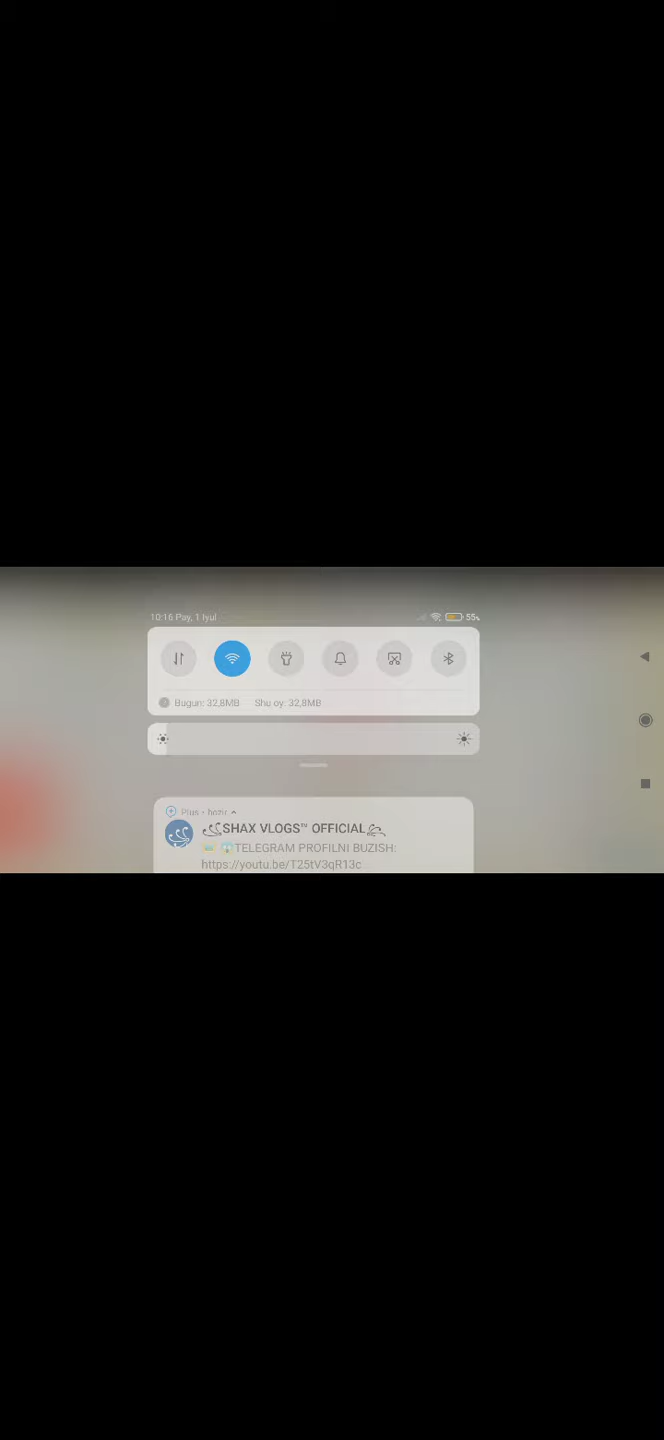 10:16 Pay, 1 Iyul
55%
Bugun: 32,8MB Shu oy: 32,8MB
Plus • hozir
SHAX VLOGS™ OFFICIAL
TELEGRAM PROFILNI BUZISH:
https://youtu.be/T25tV3qR13c